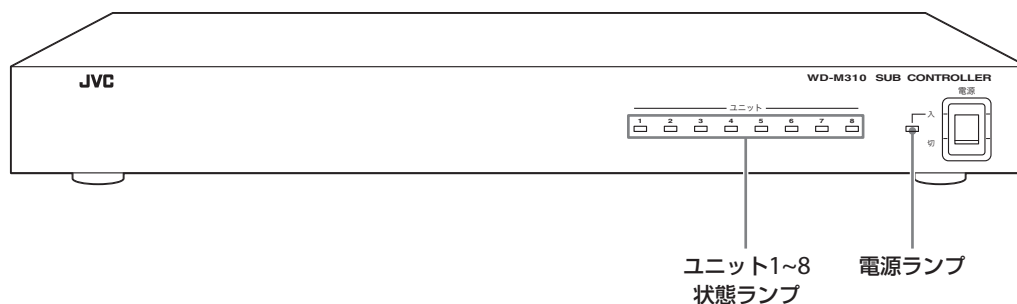 JVC
WD-M310 SUB CONTROLLER
電源
ユニット
1 2 3 4 5 6 7 8
入
切
ユニット1~8
状態ランプ
電源ランプ